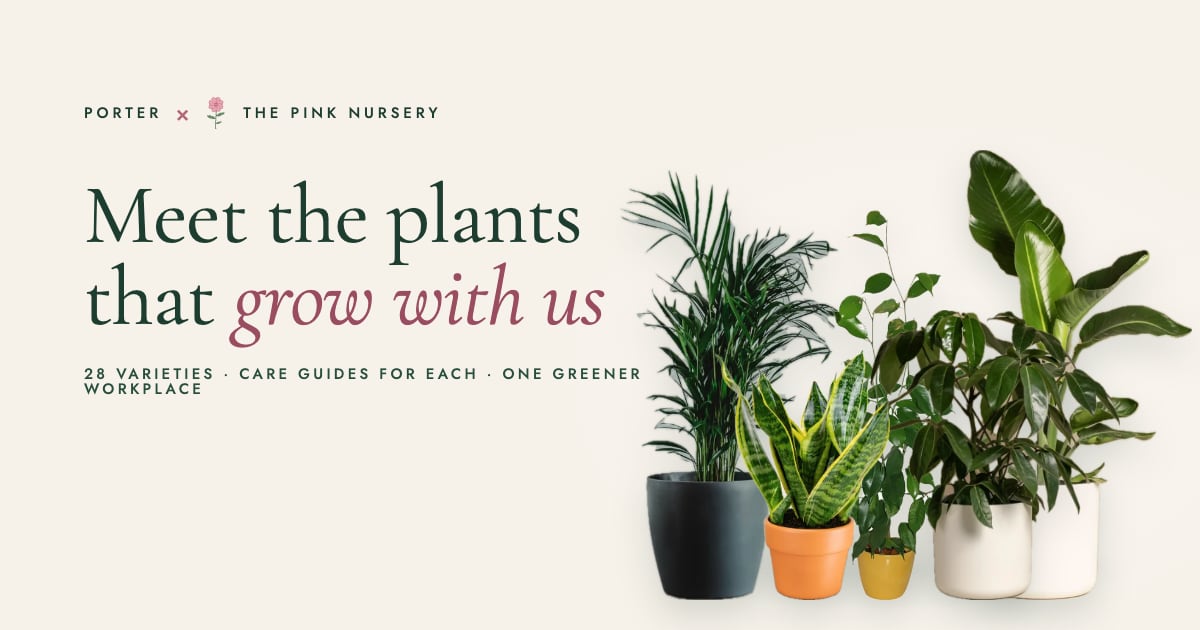 PORTER × THE PINK NURSERY
Meet the plants
that grow with us
28 VARIETIES · CARE GUIDES FOR EACH · ONE GREENER
WORKPLACE